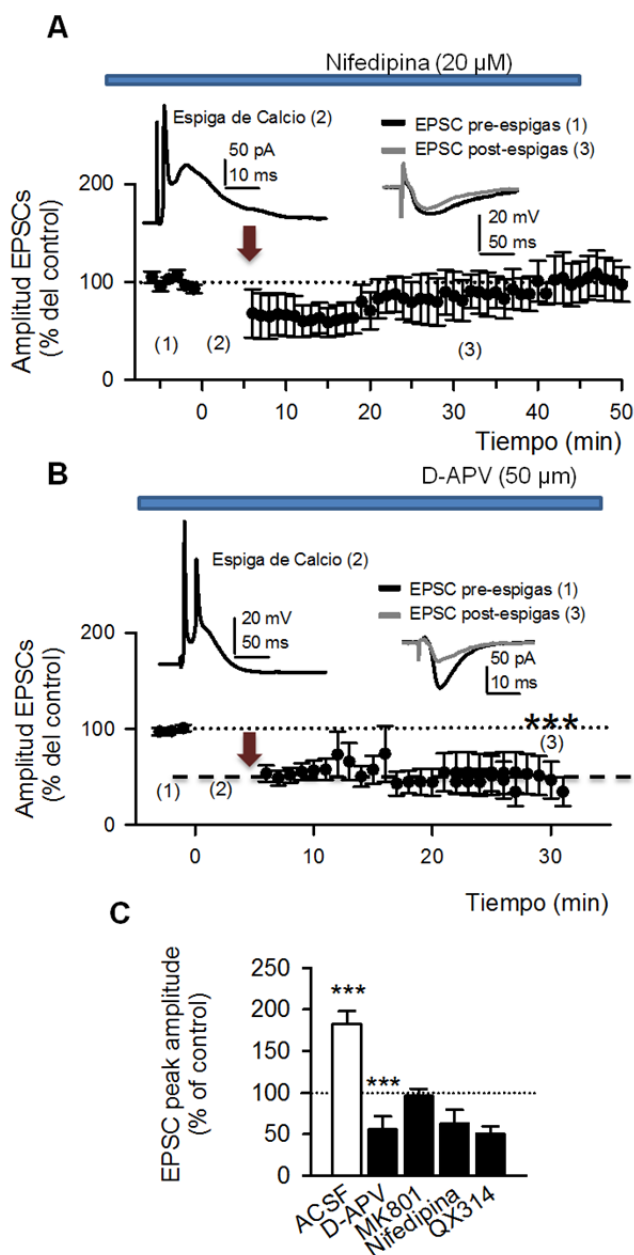 A
Nifedipina (20 µM)
Espiga de Calcio (2)
50 pA
10 ms
EPSC pre-espigas (1)
EPSC post-espigas (3)
20 mV
50 ms
Amplitud EPSCs
(% del control)
200
100
0
(1)
(2)
(3)
0 10 20 30 40 50
Tiempo (min)
B
D-APV (50 µm)
Espiga de Calcio (2)
20 mV
50 ms
EPSC pre-espigas (1)
EPSC post-espigas (3)
50 pA
10 ms
Amplitud EPSCs
(% del control)
200
100
0
***
(3)
(1)
(2)
0 10 20 30
Tiempo (min)
C
EPSC peak amplitude
(% of control)
250
200
150
100
50
0
***
***
ACSF
D-APV
MK801
Nifedipina
QX314